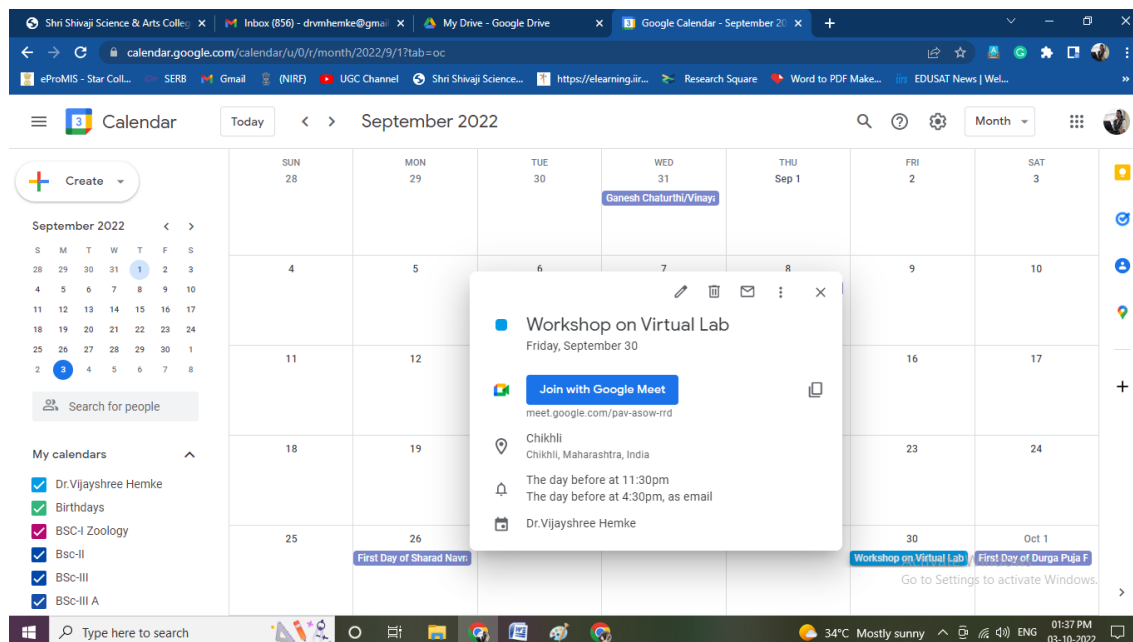 Shri Shivaji Science & Arts Colleg
Inbox (856) - drvmhemke@gmai
My Drive - Google Drive
Google Calendar - September 20
calendar.google.com/calendar/u/0/r/month/2022/9/1?tab=oc
eProMIS - Star Coll...
SERB
Gmail
(NIRF)
UGC Channel
Shri Shivaji Science...
https://elearning.iir...
Research Square
Word to PDF Make...
EDUSAT News | Wel...
Calendar
Today
September 2022
Month
Create
September 2022
S M T W T F S
28 29 30 31 1 2 3
4 5 6 7 8 9 10
11 12 13 14 15 16 17
18 19 20 21 22 23 24
25 26 27 28 29 30 1
2 3 4 5 6 7 8
Search for people
My calendars
Dr.Vijayshree Hemke
Birthdays
BSC-I Zoology
Bsc-II
BSc-III
BSc-III A
SUN MON TUE WED THU FRI SAT
28 29 30 31 Sep 1 2 3
Ganesh Chaturthi/Vinaya
4 5 6 7 8 9 10
11 12 16 17
18 19 23 24
25 26 30 Oct 1
First Day of Sharad Navr
Workshop on Virtual Lab
First Day of Durga Puja F
Workshop on Virtual Lab
Friday, September 30
Join with Google Meet
meet.google.com/pav-asow-rrd
Chikhli
Chikhli, Maharashtra, India
The day before at 11:30pm
The day before at 4:30pm, as email
Dr.Vijayshree Hemke
Activate Windows
Go to Settings to activate Windows.
Type here to search
34°C Mostly sunny
ENG
01:37 PM
03-10-2022